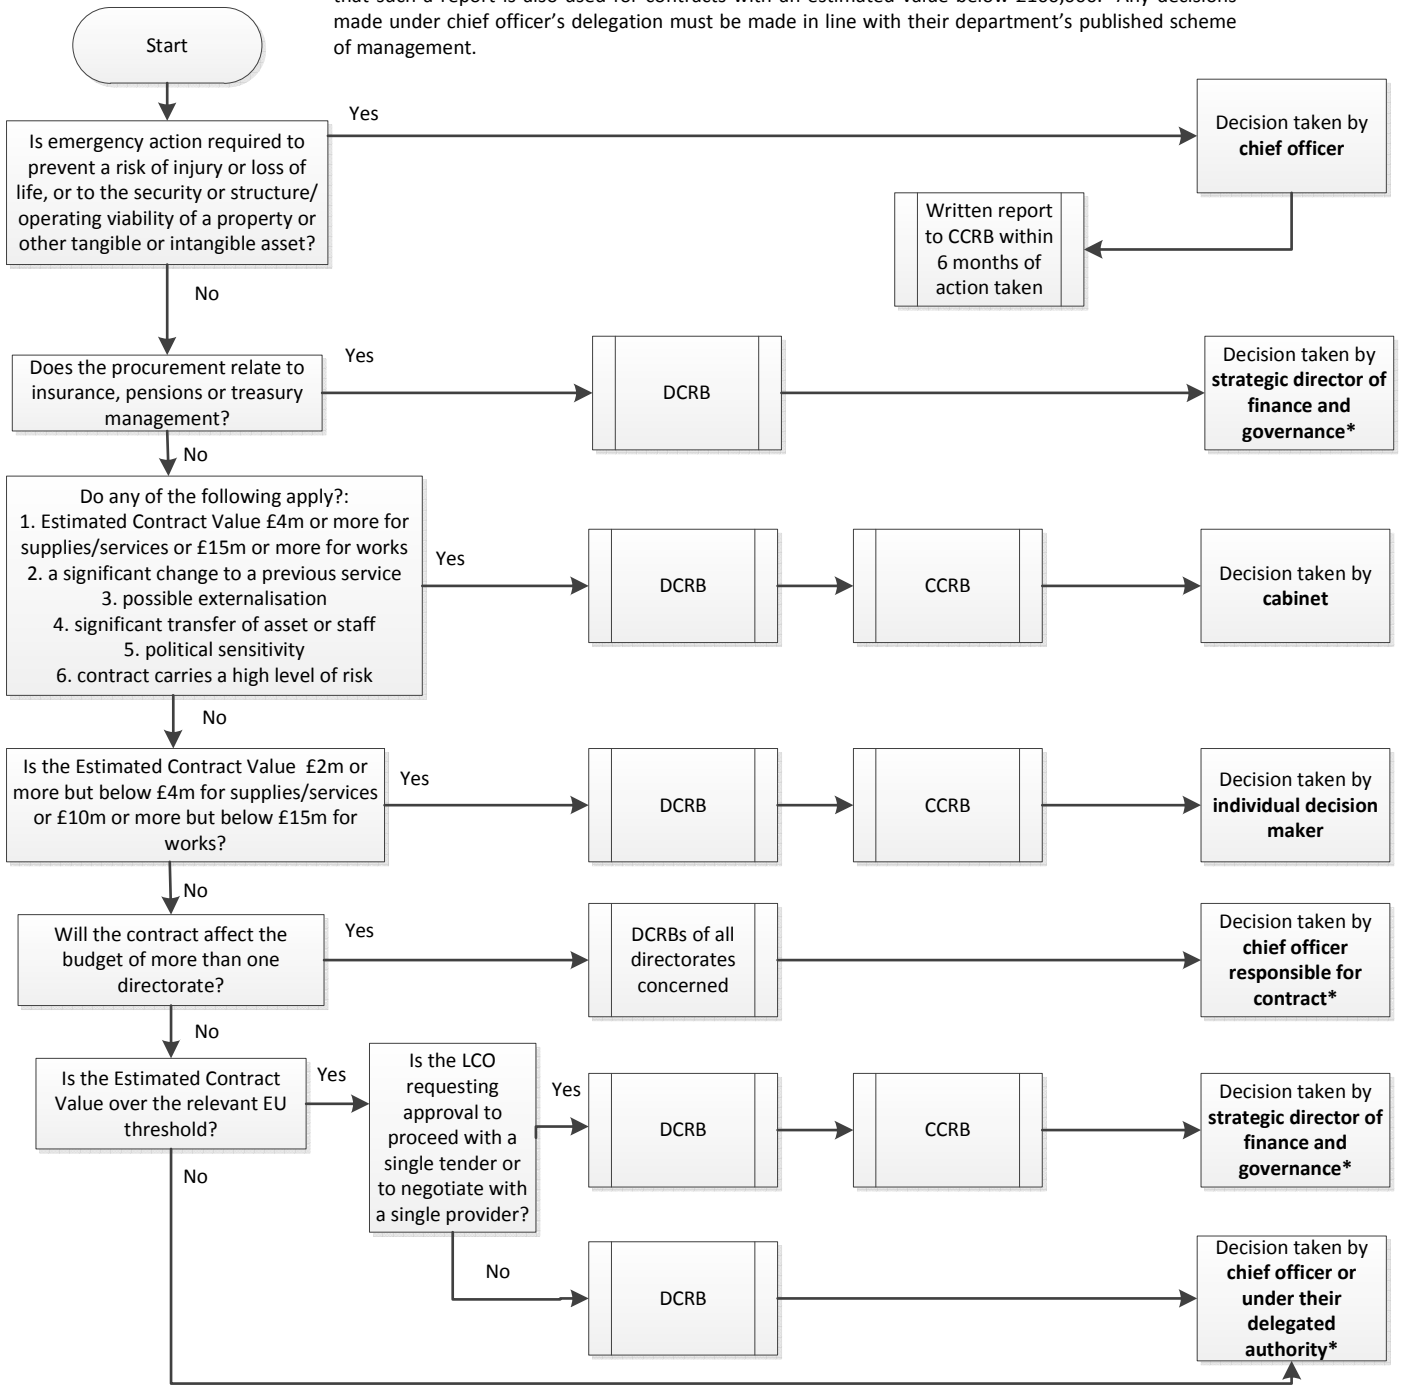 that such a report is also used for contracts with an estimated value below £100,000. Any decisions
made under chief officer's delegation must be made in line with their department's published scheme
of management.
Start
Yes
Is emergency action required to
prevent a risk of injury or loss of
life, or to the security or structure/
operating viability of a property or
other tangible or intangible asset?
Decision taken by
chief officer
Written report
to CCRB within
6 months of
action taken
No
Does the procurement relate to
insurance, pensions or treasury
management?
Yes
DCRB
Decision taken by
strategic director of
finance and
governance*
No
Do any of the following apply?:
1. Estimated Contract Value £4m or more for
supplies/services or £15m or more for works
2. a significant change to a previous service
3. possible externalisation
4. significant transfer of asset or staff
5. political sensitivity
6. contract carries a high level of risk
Yes
DCRB
CCRB
Decision taken by
cabinet
No
Is the Estimated Contract Value £2m or
more but below £4m for supplies/services
or £10m or more but below £15m for
works?
Yes
DCRB
CCRB
Decision taken by
individual decision
maker
No
Will the contract affect the
budget of more than one
directorate?
Yes
DCRBs of all
directorates
concerned
Decision taken by
chief officer
responsible for
contract*
No
Is the Estimated Contract
Value over the relevant EU
threshold?
Yes
Is the LCO
requesting
approval to
proceed with a
single tender or
to negotiate with
a single provider?
Yes
DCRB
CCRB
Decision taken by
strategic director of
finance and
governance*
No
No
DCRB
Decision taken by
chief officer or
under their
delegated
authority*